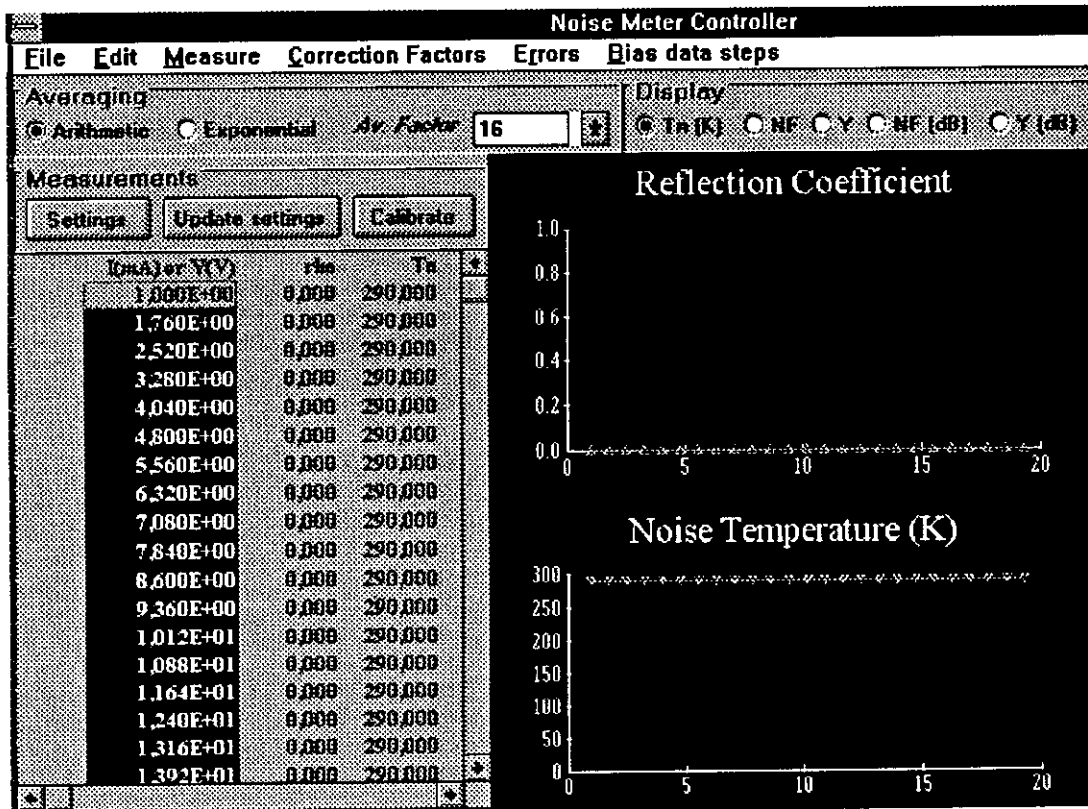 Noise Meter Controller
File Edit Measure Correction Factors Errors Bias data steps
Averaging
Arithmetic Exponential Av. Factor 16
Display
Tn (K) NF Y NF (dB) Y (dB)
Measurements
Settings Update settings Calibrate
I(mA) or V(V) rho Tn
1,000E+00 0,000 290,000
1,760E+00 0,000 290,000
2,520E+00 0,000 290,000
3,280E+00 0,000 290,000
4,040E+00 0,000 290,000
4,800E+00 0,000 290,000
5,560E+00 0,000 290,000
6,320E+00 0,000 290,000
7,080E+00 0,000 290,000
7,840E+00 0,000 290,000
8,600E+00 0,000 290,000
9,360E+00 0,000 290,000
1,012E+01 0,000 290,000
1,088E+01 0,000 290,000
1,164E+01 0,000 290,000
1,240E+01 0,000 290,000
1,316E+01 0,000 290,000
1,392E+01 0,000 290,000
Reflection Coefficient
1.0
0.8
0.6
0.4
0.2
0.0
0 5 10 15 20
Noise Temperature (K)
300
250
200
150
100
50
0
0 5 10 15 20